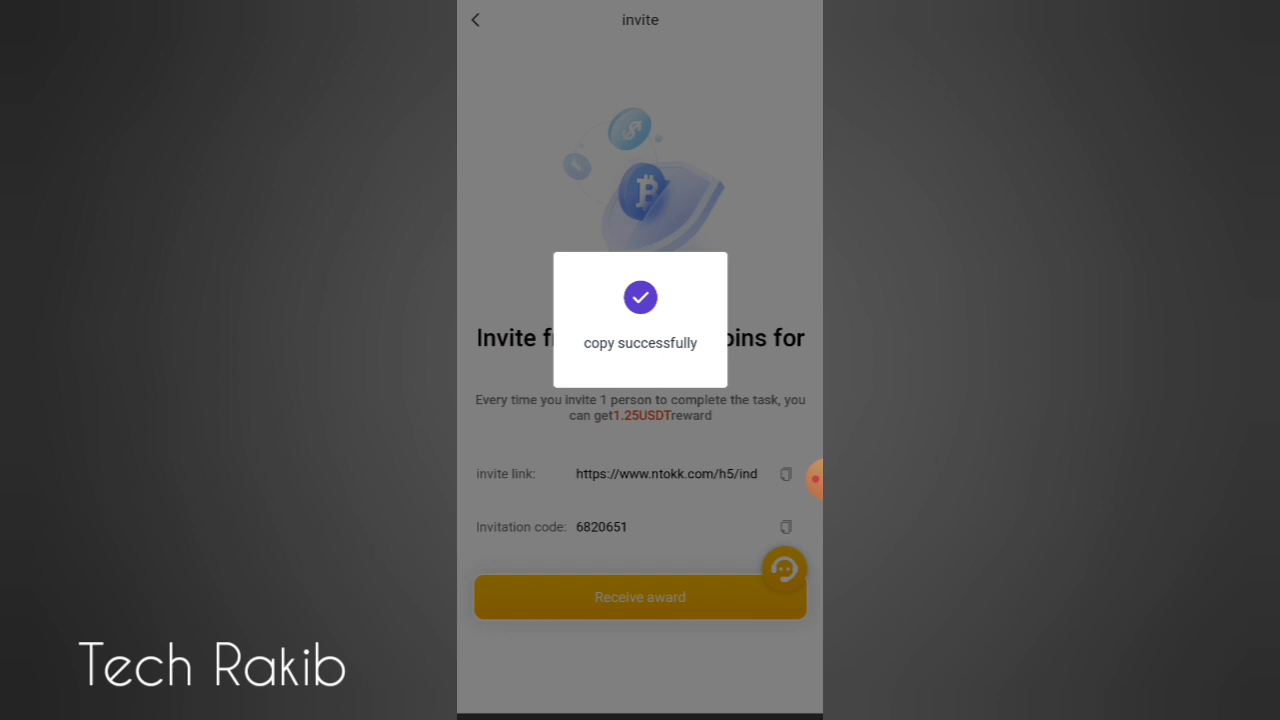 invite
copy successfully
Invite f
oins for
Every time you invite 1 person to complete the task, you
can get1.25USDTreward
invite link: https://www.ntokk.com/h5/ind
Invitation code: 6820651
Receive award
Tech Rakib